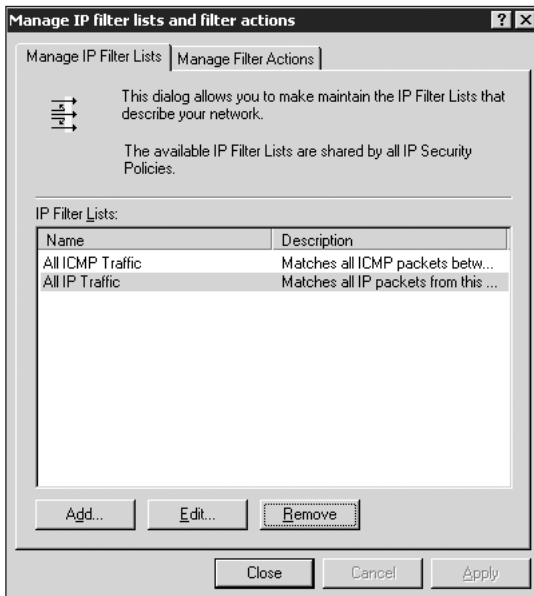 Manage IP filter lists and filter actions
Manage IP Filter Lists
Manage Filter Actions
This dialog allows you to make maintain the IP Filter Lists that
describe your network.
The available IP Filter Lists are shared by all IP Security
Policies.
IP Filter Lists:
Name Description
All ICMP Traffic Matches all ICMP packets betw...
All IP Traffic Matches all IP packets from this ...
Add... Edit... Remove
Close Cancel Apply